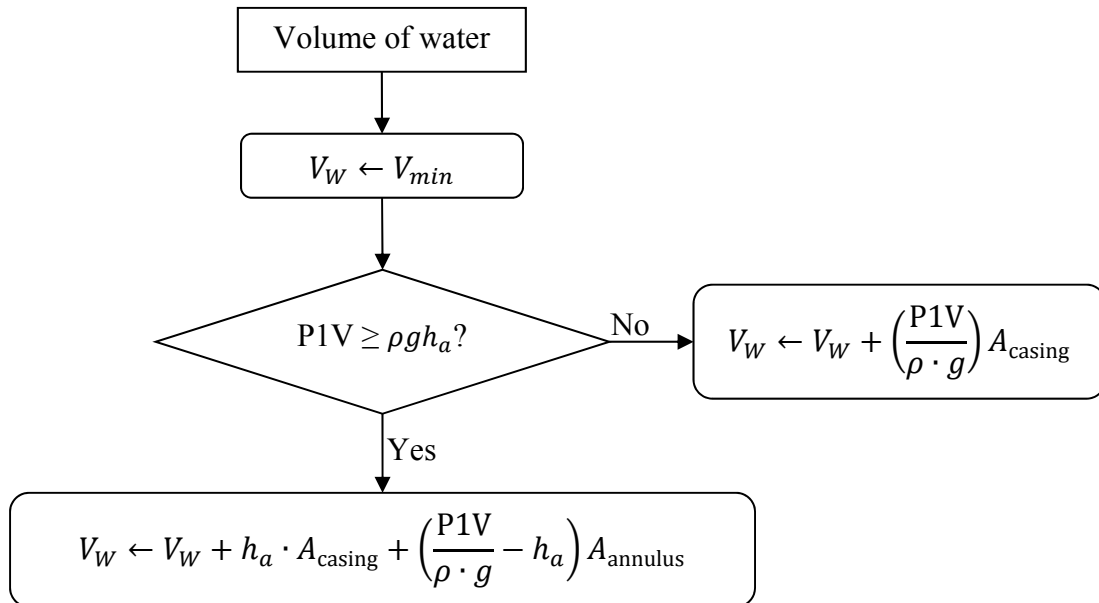 Volume of water
V_W ← V_min
P1V ≥ ρgh_a?
No
V_W ← V_W + (P1V / ρ · g) A_casing
Yes
V_W ← V_W + h_a · A_casing + (P1V / ρ · g − h_a) A_annulus